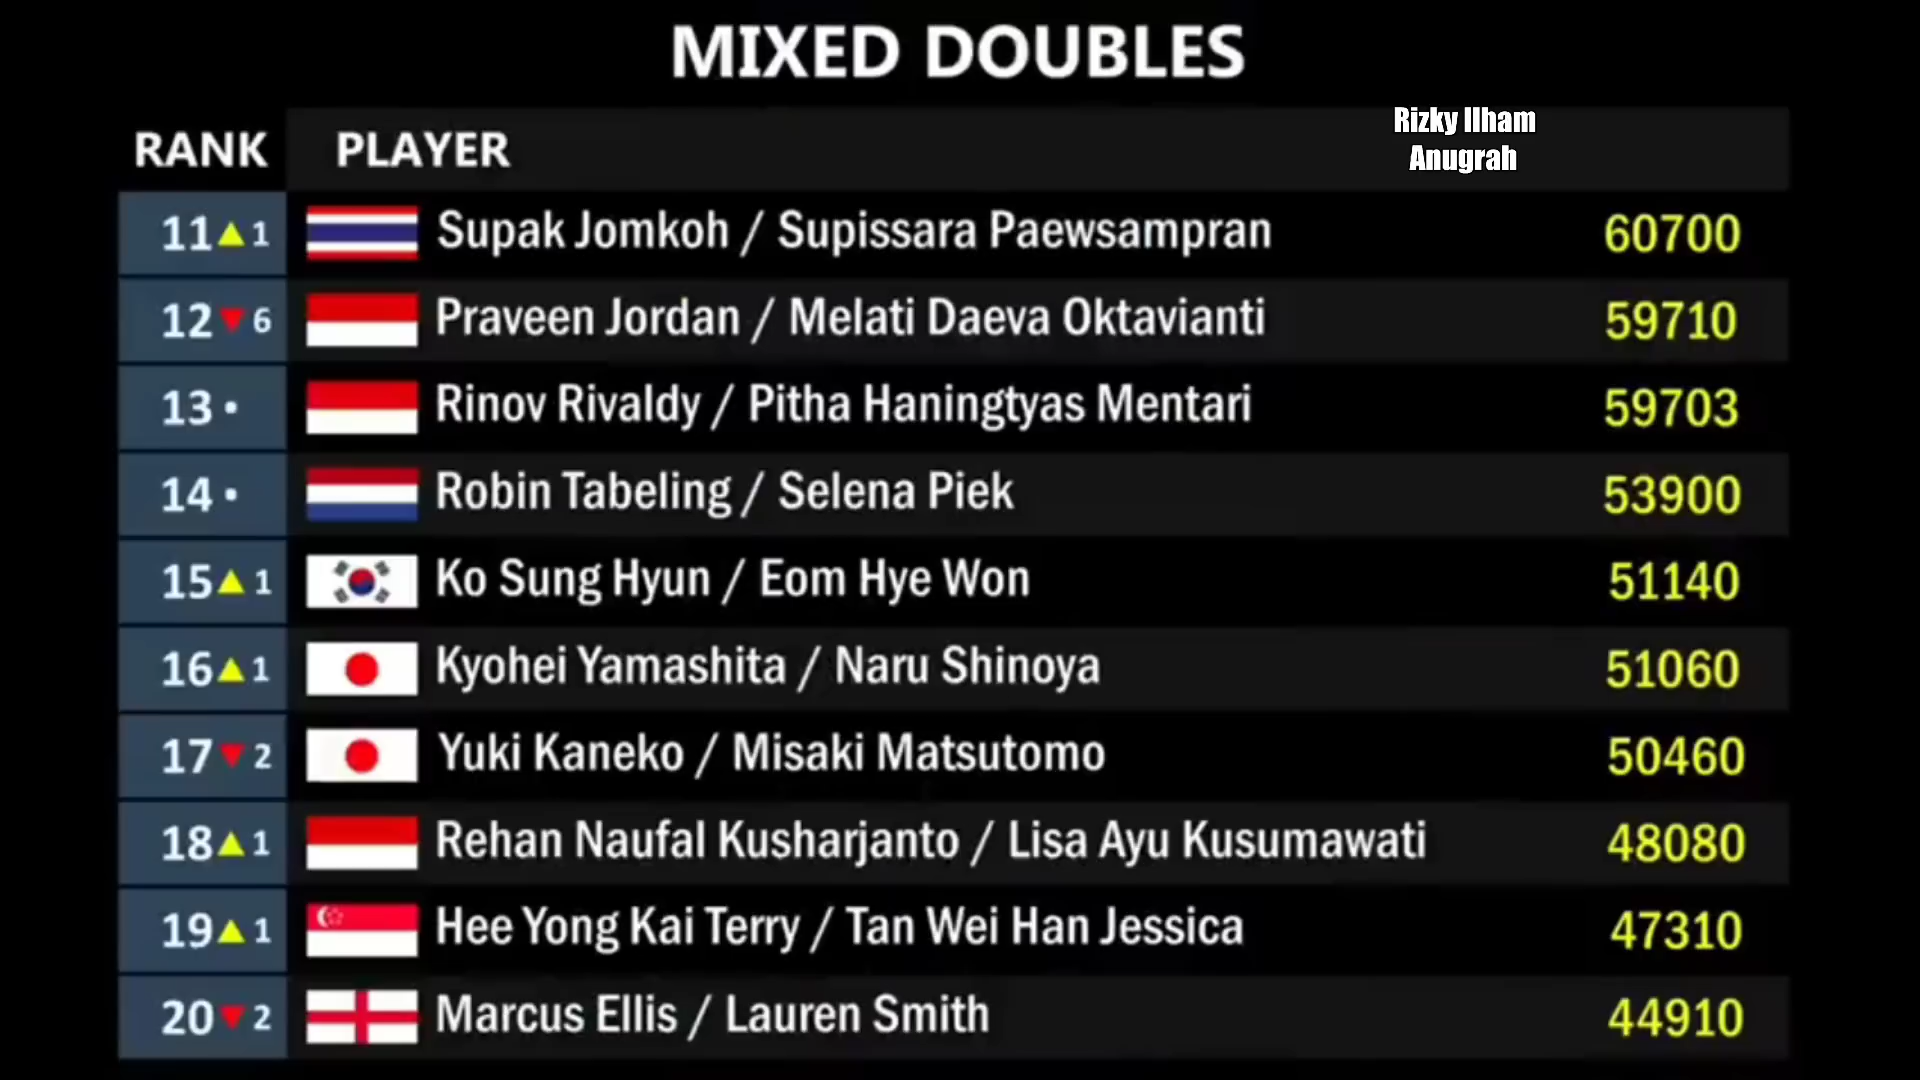 MIXED DOUBLES
RANK PLAYER Rizky Ilham
Anugrah
11 ▲ 1 Supak Jomkoh / Supissara Paewsampran 60700
12 ▼ 6 Praveen Jordan / Melati Daeva Oktavianti 59710
13 • Rinov Rivaldy / Pitha Haningtyas Mentari 59703
14 • Robin Tabeling / Selena Piek 53900
15 ▲ 1 Ko Sung Hyun / Eom Hye Won 51140
16 ▲ 1 Kyohei Yamashita / Naru Shinoya 51060
17 ▼ 2 Yuki Kaneko / Misaki Matsutomo 50460
18 ▲ 1 Rehan Naufal Kusharjanto / Lisa Ayu Kusumawati 48080
19 ▲ 1 Hee Yong Kai Terry / Tan Wei Han Jessica 47310
20 ▼ 2 Marcus Ellis / Lauren Smith 44910